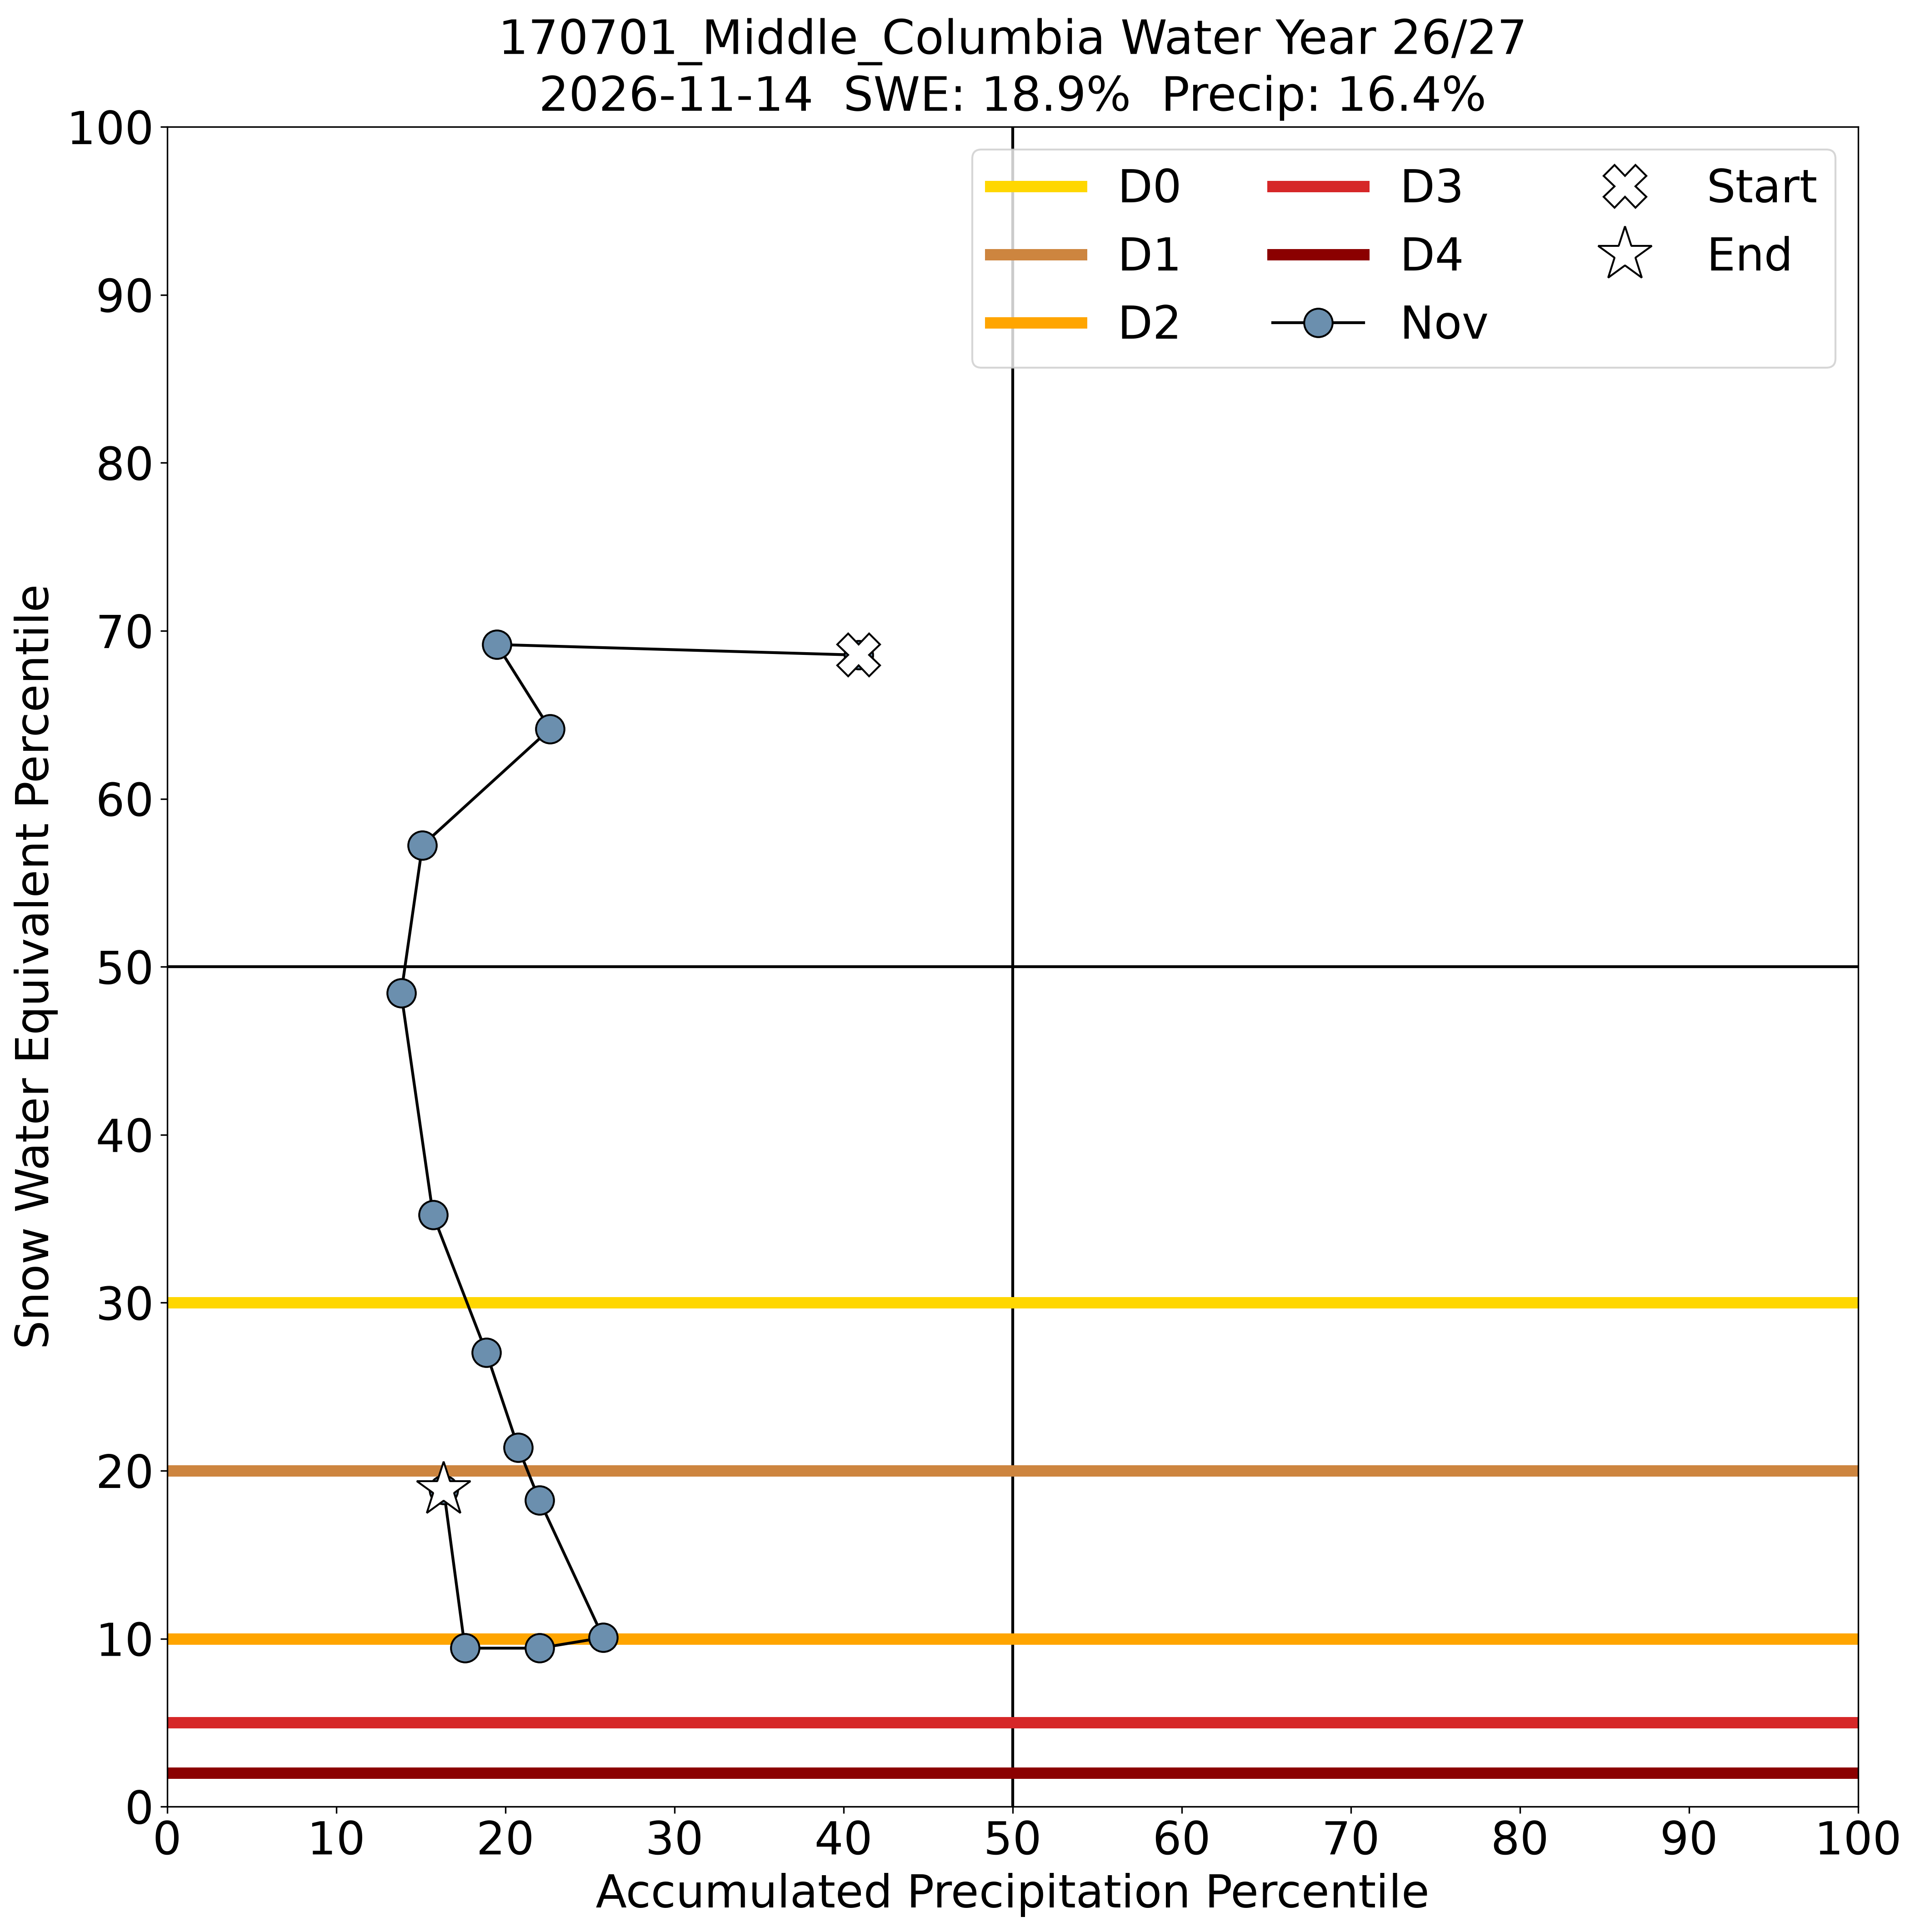 170701_Middle_Columbia Water Year 26/27
2026-11-14 SWE: 18.9% Precip: 16.4%
100
90
80
70
60
50
40
30
20
10
0
Snow Water Equivalent Percentile
D0
D1
D2
D3
D4
Nov
Start
End
0 10 20 30 40 50 60 70 80 90 100
Accumulated Precipitation Percentile